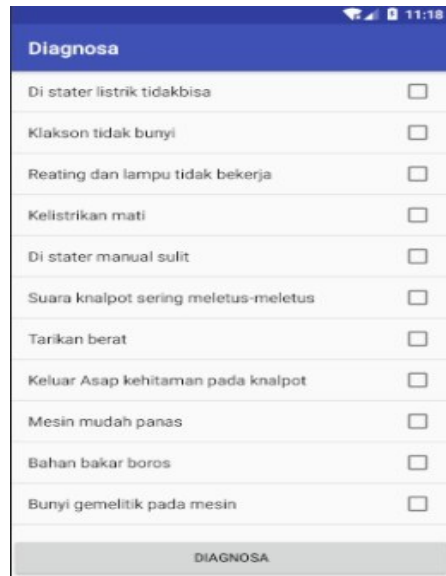 11:18
Diagnosa
Di stater listrik tidakbisa
Klakson tidak bunyi
Reating dan lampu tidak bekerja
Kelistrikan mati
Di stater manual sulit
Suara knalpot sering meletus-meletus
Tarikan berat
Keluar Asap kehitaman pada knalpot
Mesin mudah panas
Bahan bakar boros
Bunyi gemelitik pada mesin
DIAGNOSA